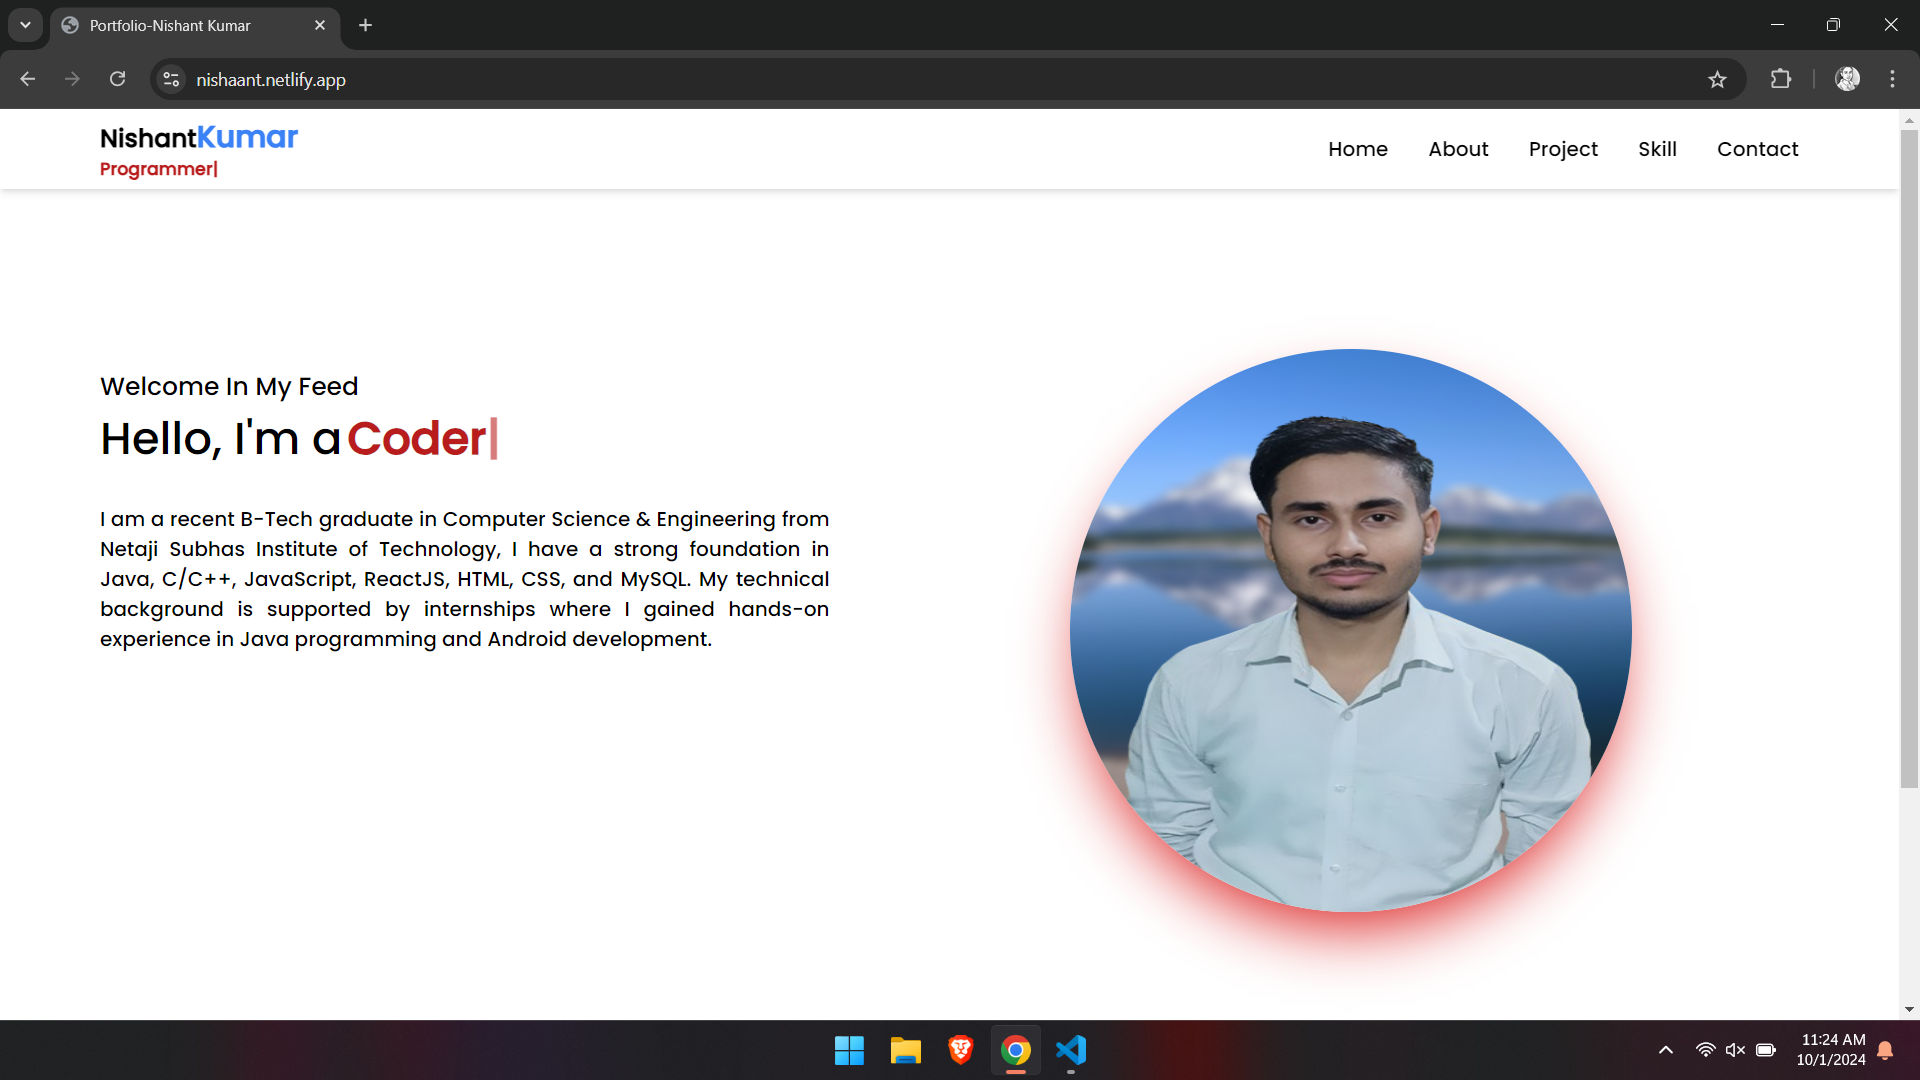 Portfolio-Nishant Kumar
nishaant.netlify.app
NishantKumar
Programmer|
Home About Project Skill Contact
Welcome In My Feed
Hello, I'm a Coder|
I am a recent B-Tech graduate in Computer Science & Engineering from
Netaji Subhas Institute of Technology, I have a strong foundation in
Java, C/C++, JavaScript, ReactJS, HTML, CSS, and MySQL. My technical
background is supported by internships where I gained hands-on
experience in Java programming and Android development.
11:24 AM
10/1/2024